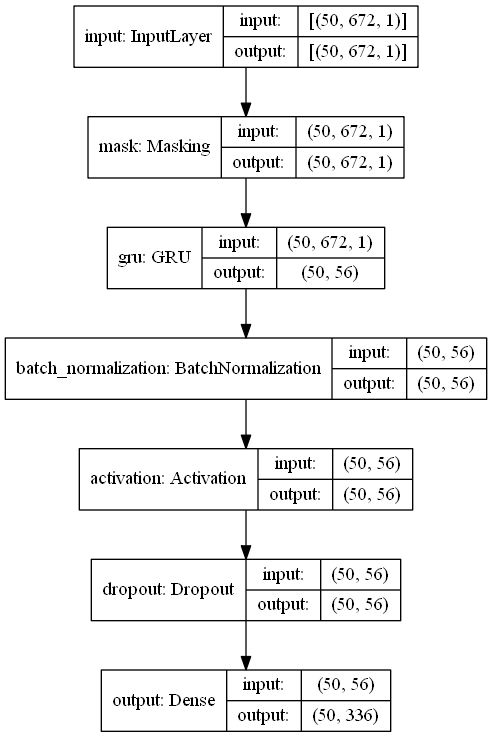 input: InputLayer input: [(50, 672, 1)]
output: [(50, 672, 1)]
mask: Masking input: (50, 672, 1)
output: (50, 672, 1)
gru: GRU input: (50, 672, 1)
output: (50, 56)
batch_normalization: BatchNormalization input: (50, 56)
output: (50, 56)
activation: Activation input: (50, 56)
output: (50, 56)
dropout: Dropout input: (50, 56)
output: (50, 56)
output: Dense input: (50, 56)
output: (50, 336)